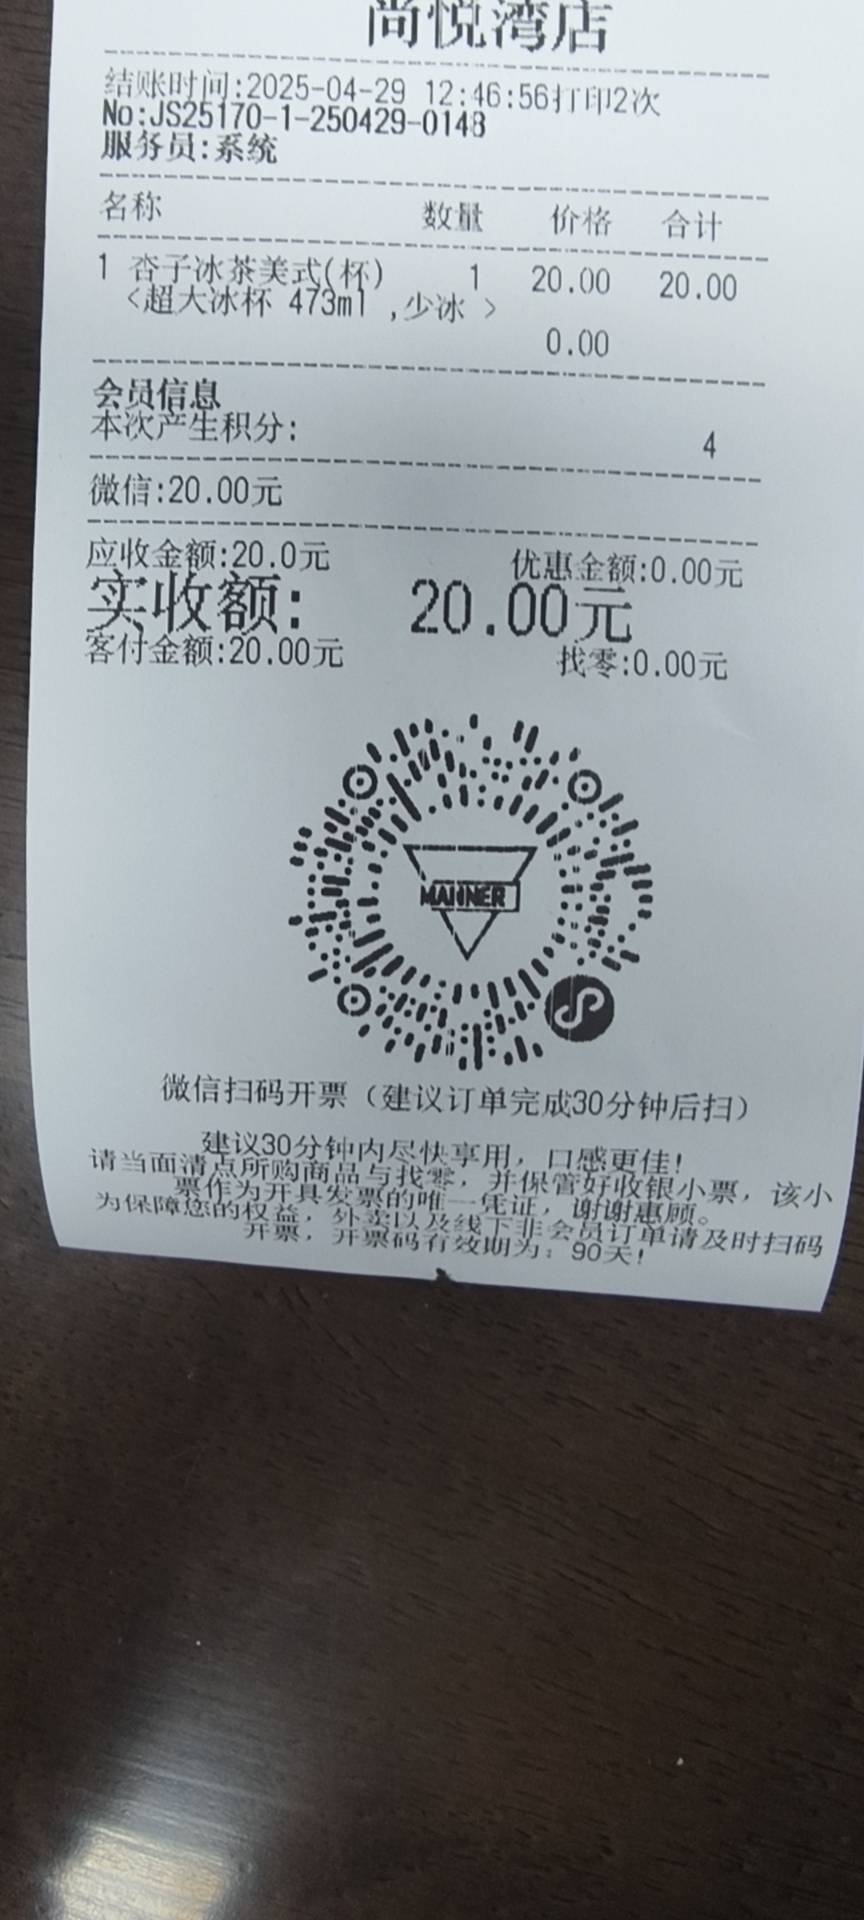 尚悦湾店
结账时间:2025-04-29 12:46:56打印2次
No:JS25170-1-250429-0148
服务员:系统
名称 数量 价格 合计
1 杏子冰茶美式(杯) 1 20.00 20.00
<超大冰杯 473ml ,少冰 >
0.00
会员信息
本次产生积分: 4
微信:20.00元
应收金额:20.0元 优惠金额:0.00元
实收额: 20.00元
客付金额:20.00元 找零:0.00元
MANNER
微信扫码开票（建议订单完成30分钟后扫）
建议30分钟内尽快享用，口感更佳!
请当面清点所购商品与找零，并保管好收银小票，该小
票作为开具发票的唯一凭证，谢谢惠顾。
为保障您的权益，外卖以及线下非会员订单请及时扫码
开票，开票码有效期为：90天!